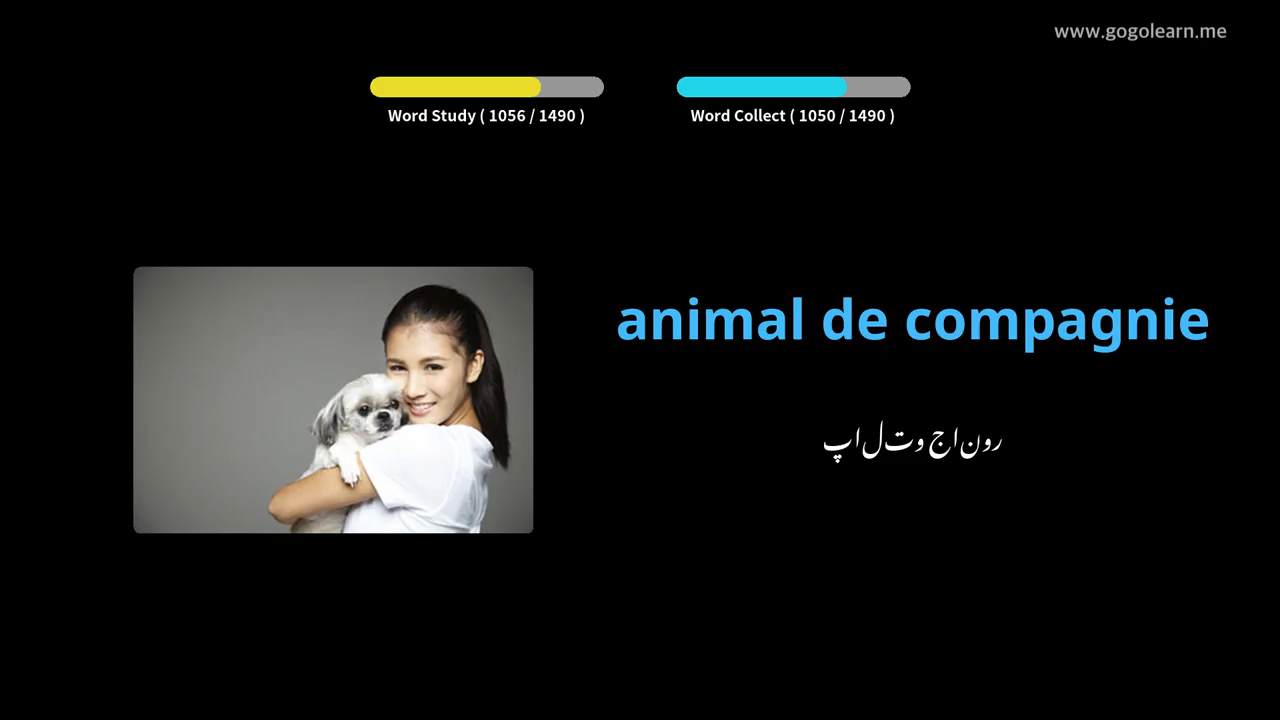 www.gogolearn.me
Word Study ( 1056 / 1490 )
Word Collect ( 1050 / 1490 )
animal de compagnie
پالتو جانور